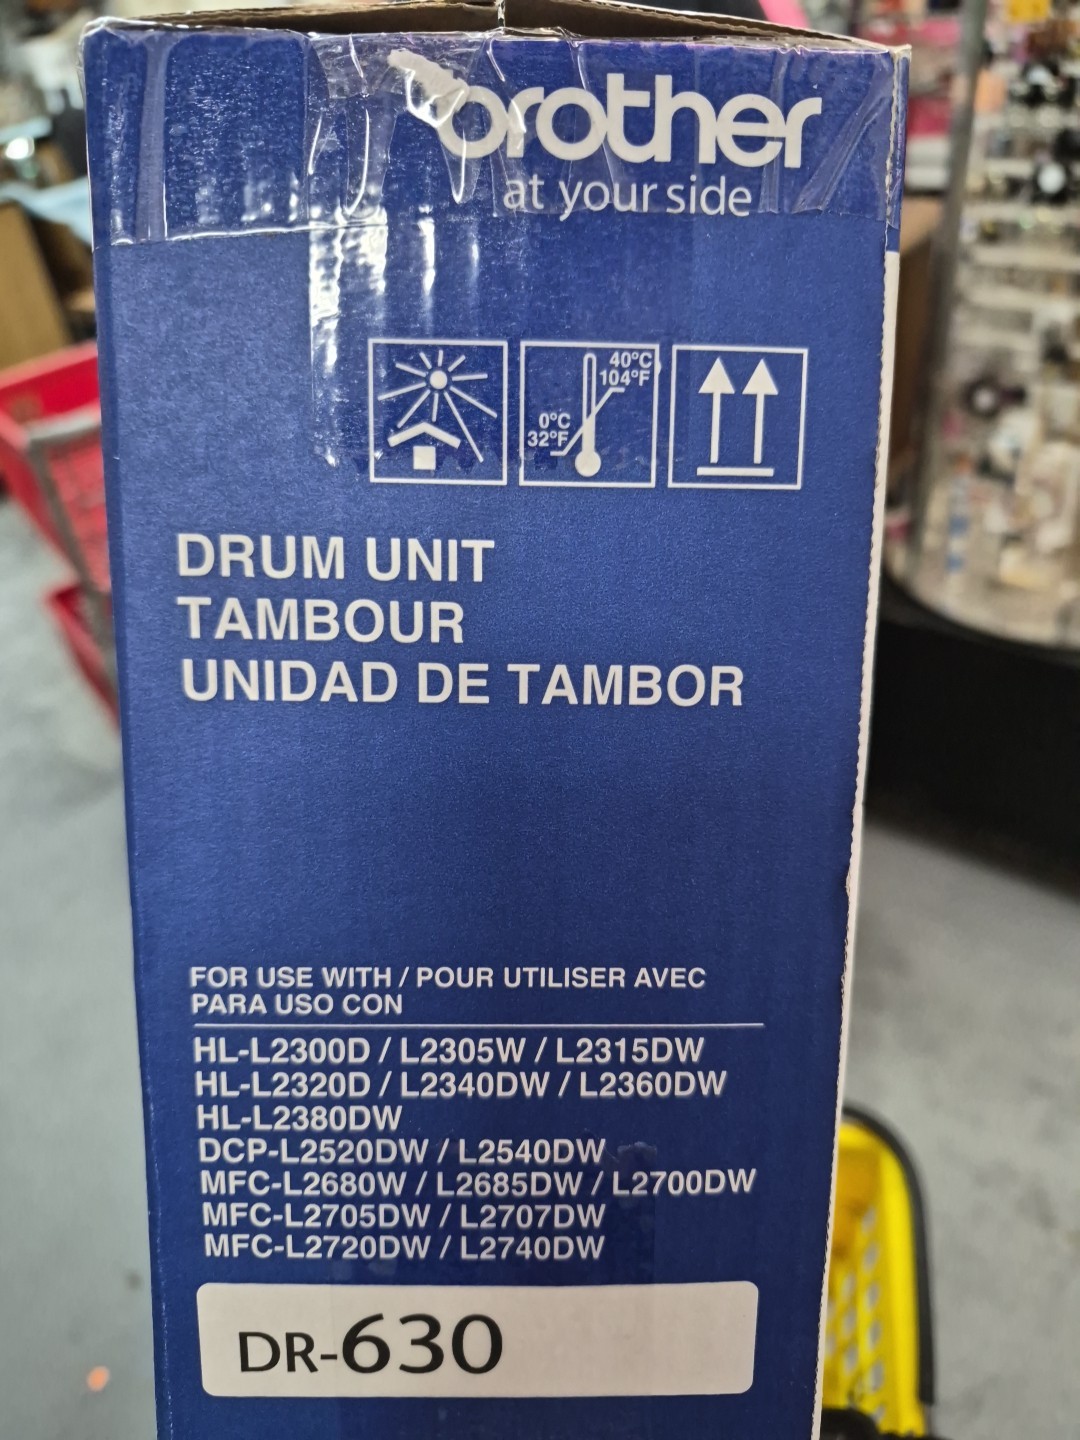 brother
at your side
40°C
104°F
0°C
32°F
DRUM UNIT
TAMBOUR
UNIDAD DE TAMBOR
FOR USE WITH / POUR UTILISER AVEC
PARA USO CON
HL-L2300D / L2305W / L2315DW
HL-L2320D / L2340DW / L2360DW
HL-L2380DW
DCP-L2520DW / L2540DW
MFC-L2680W / L2685DW / L2700DW
MFC-L2705DW / L2707DW
MFC-L2720DW / L2740DW
DR-630